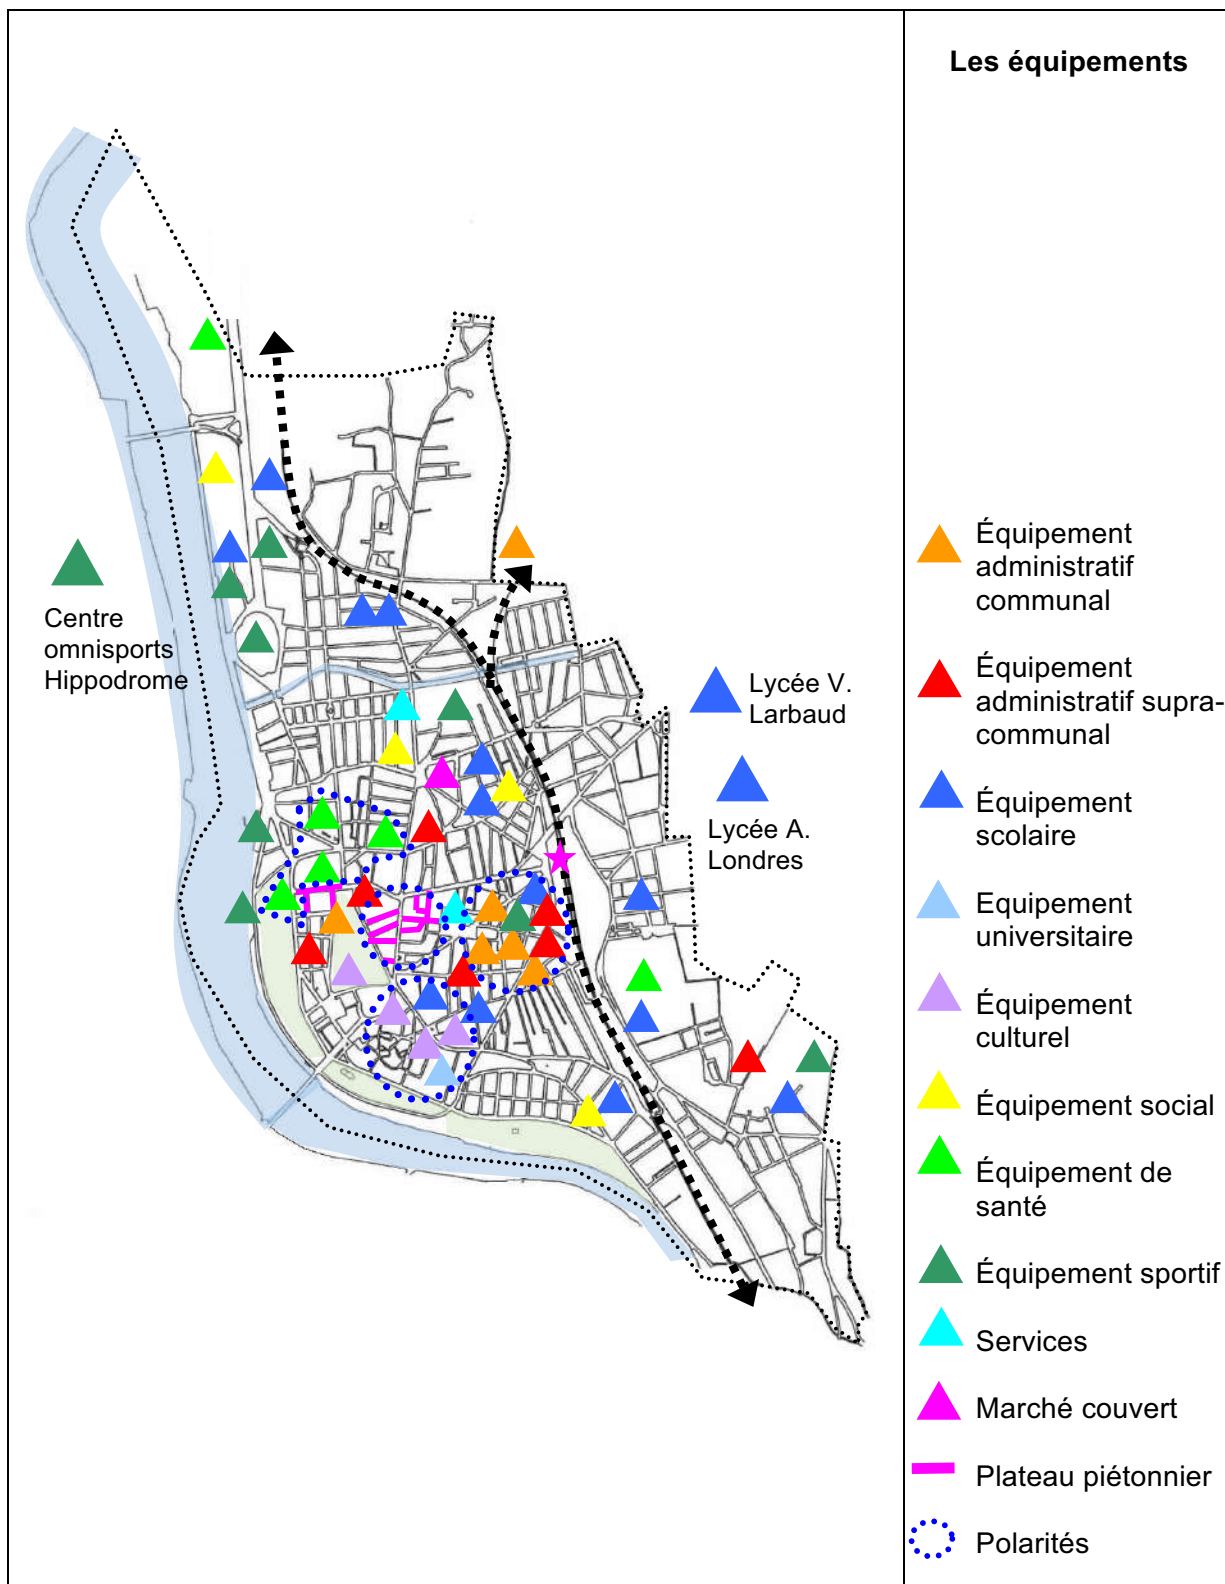 Les équipements
Centre
omnisports
Hippodrome
Lycée V.
Larbaud
Lycée A.
Londres
Équipement
administratif
communal
Équipement
administratif supra-
communal
Équipement
scolaire
Equipement
universitaire
Équipement
culturel
Équipement social
Équipement de
santé
Équipement sportif
Services
Marché couvert
Plateau piétonnier
Polarités